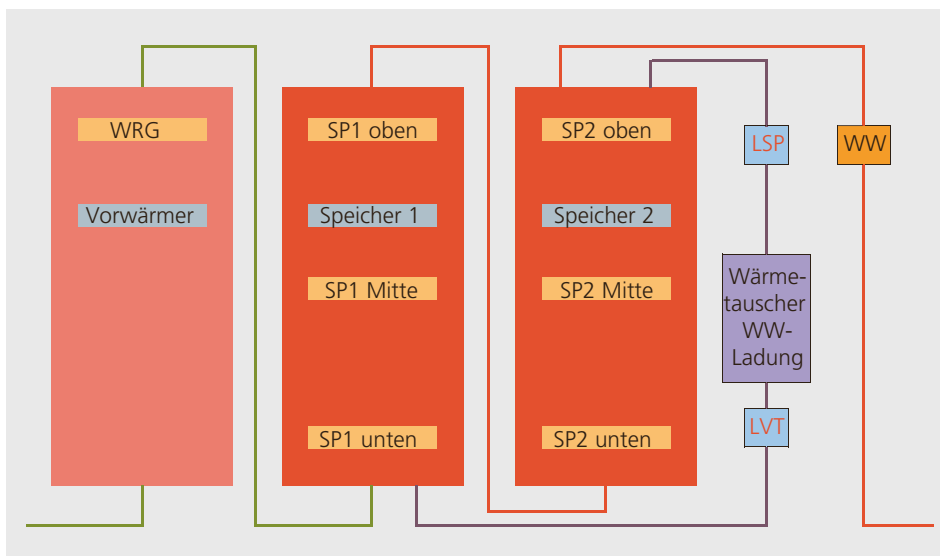 WRG
Vorwärmer
SP1 oben
Speicher 1
SP1 Mitte
SP1 unten
SP2 oben
Speicher 2
SP2 Mitte
SP2 unten
LSP
Wärme-
tauscher
WW-
Ladung
LVT
WW